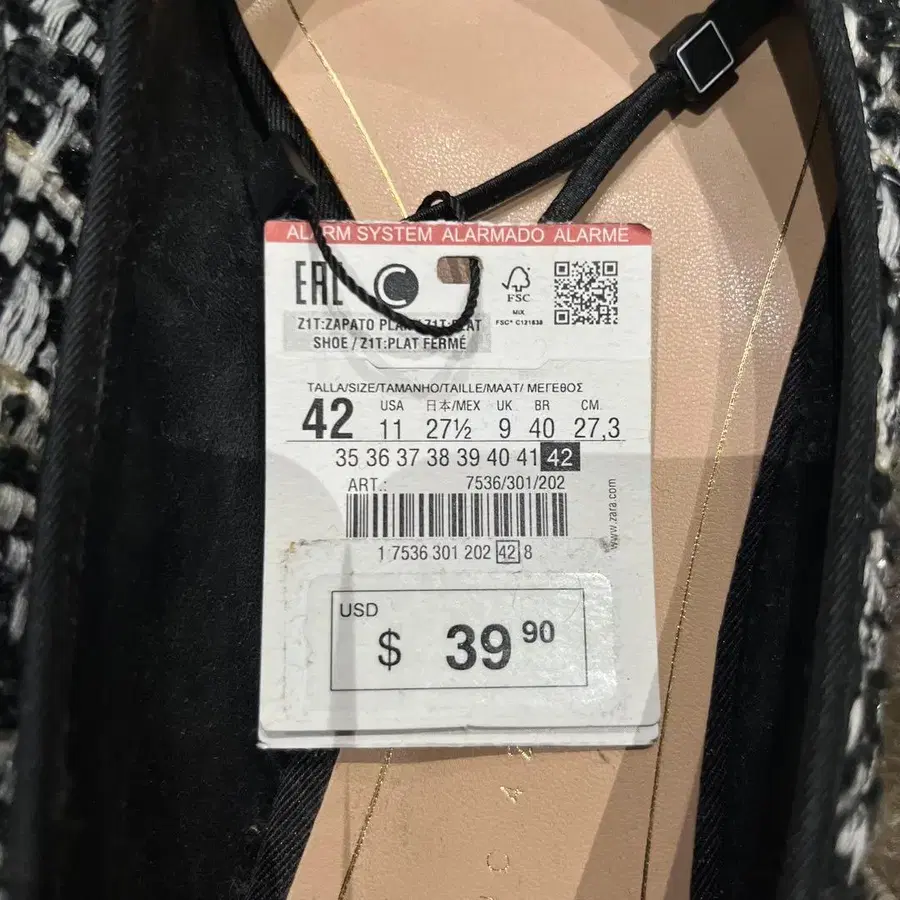 ALARM SYSTEM ALARMADO ALARME
EAC
FSC
MIX
FSC® C121838
Z1T:ZAPATO
SHOE / Z1T:PLAT FERMÉ
TALLA/SIZE/TAMANHO/TAILLE/MAAT/ ΜΕΓΕΘΟΣ
42 USA 日本/MEX UK BR CM
11 27½ 9 40 27,3
35 36 37 38 39 40 41 42
ART.: 7536/301/202
www.zara.com
1 7536 301 202 42 8
USD
$ 39 90